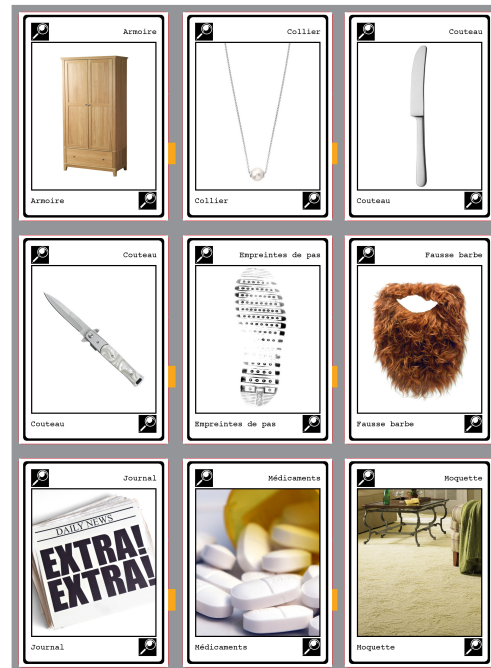 Armoire
Collier
Couteau
Armoire
Collier
Couteau
Couteau
Empreintes de pas
Fausse barbe
Couteau
Empreintes de pas
Fausse barbe
Journal
Médicaments
Moquette
DAILY NEWS
EXTRA!
EXTRA!
Journal
Médicaments
Moquette